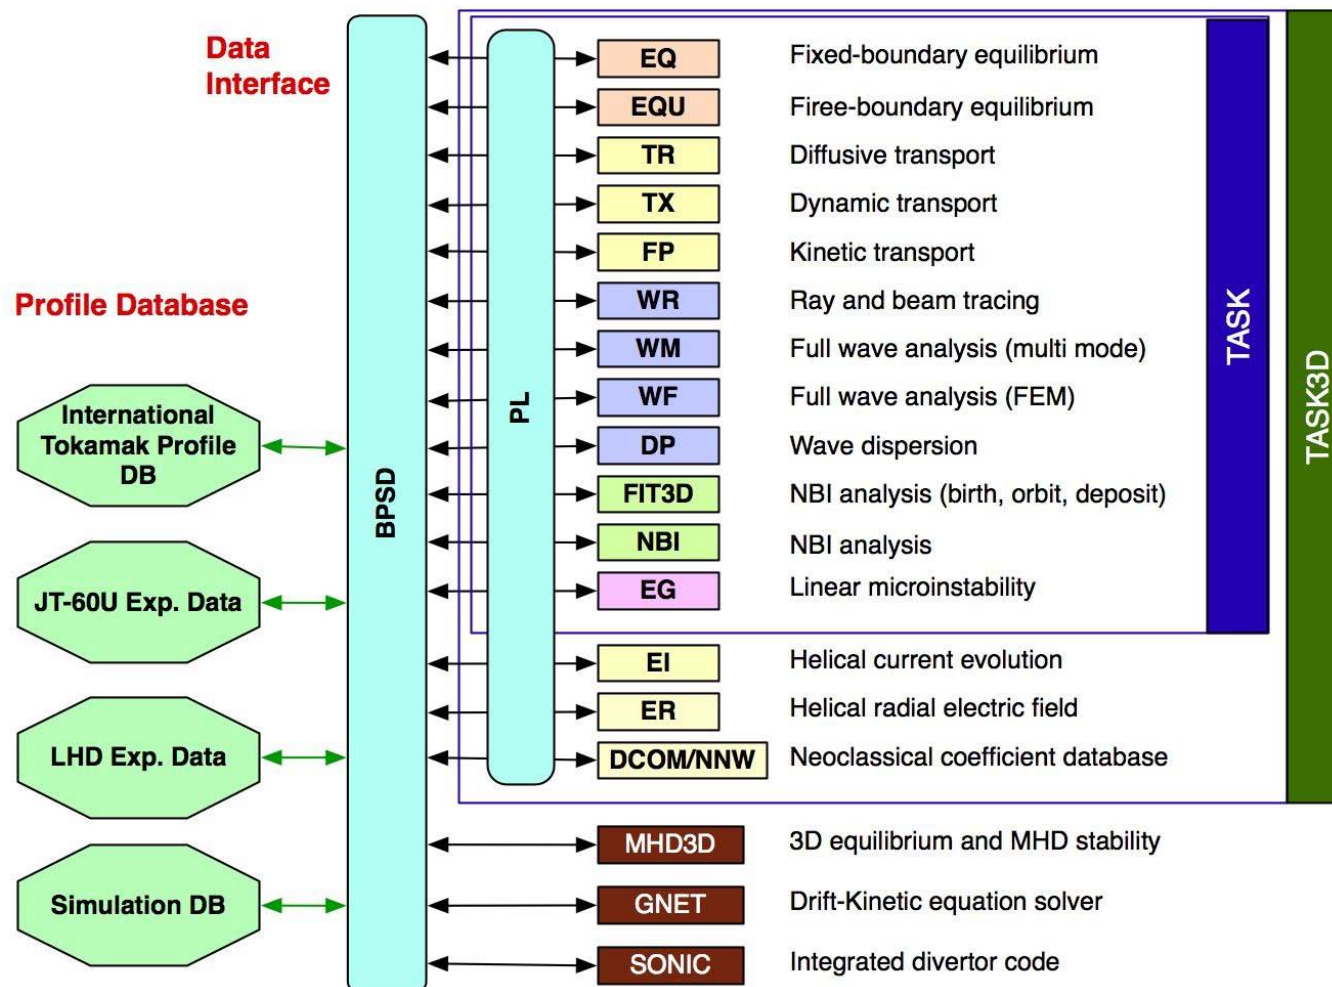 Data
Interface
Profile Database
International
Tokamak Profile
DB
JT-60U Exp. Data
LHD Exp. Data
Simulation DB
BPSD
PL
EQ Fixed-boundary equilibrium
EQU Firee-boundary equilibrium
TR Diffusive transport
TX Dynamic transport
FP Kinetic transport
WR Ray and beam tracing
WM Full wave analysis (multi mode)
WF Full wave analysis (FEM)
DP Wave dispersion
FIT3D NBI analysis (birth, orbit, deposit)
NBI NBI analysis
EG Linear microinstability
EI Helical current evolution
ER Helical radial electric field
DCOM/NNW Neoclassical coefficient database
MHD3D 3D equilibrium and MHD stability
GNET Drift-Kinetic equation solver
SONIC Integrated divertor code
TASK
TASK3D